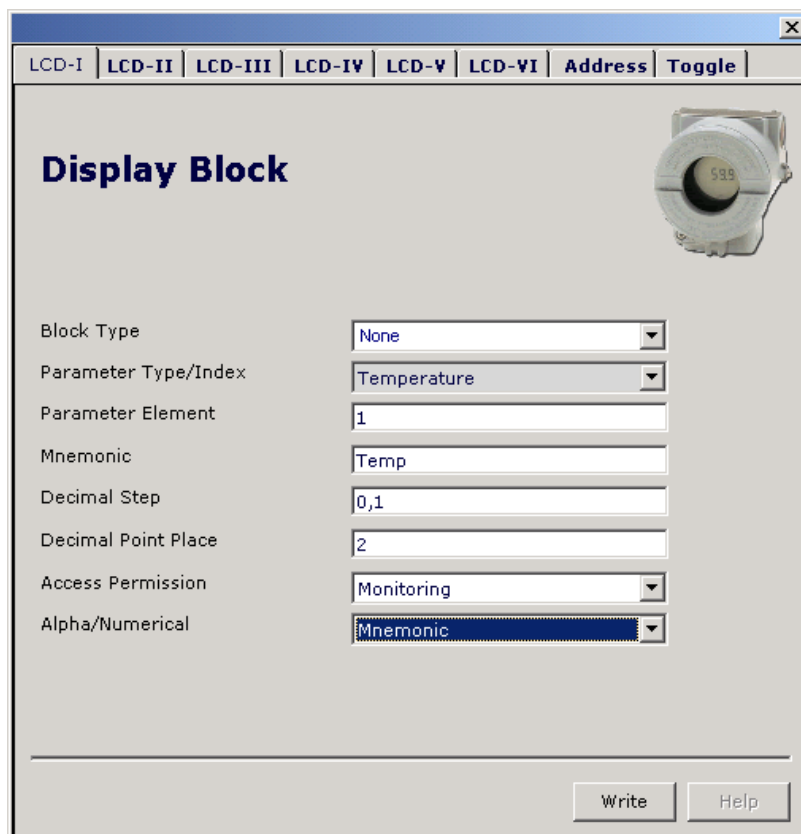 LCD-I LCD-II LCD-III LCD-IV LCD-V LCD-VI Address Toggle
Display Block
59.9
Block Type None
Parameter Type/Index Temperature
Parameter Element 1
Mnemonic Temp
Decimal Step 0,1
Decimal Point Place 2
Access Permission Monitoring
Alpha/Numerical Mnemonic
Write Help